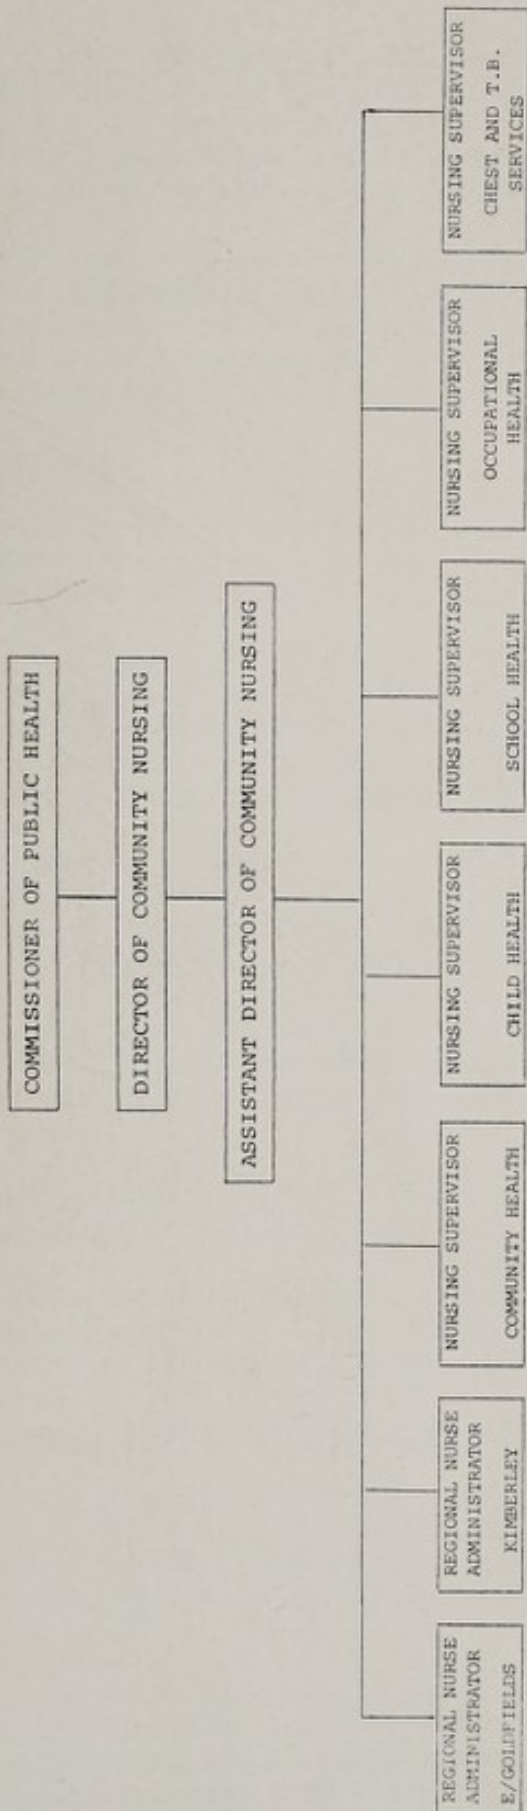 COMMISSIONER OF PUBLIC HEALTH
DIRECTOR OF COMMUNITY NURSING
ASSISTANT DIRECTOR OF COMMUNITY NURSING
REGIONAL NURSE
ADMINISTRATOR
E/GOLDFIELDS
REGIONAL NURSE
ADMINISTRATOR
KIMBERLEY
NURSING SUPERVISOR
COMMUNITY HEALTH
NURSING SUPERVISOR
CHILD HEALTH
NURSING SUPERVISOR
SCHOOL HEALTH
NURSING SUPERVISOR
OCCUPATIONAL
HEALTH
NURSING SUPERVISOR
CHEST AND T.B.
SERVICES